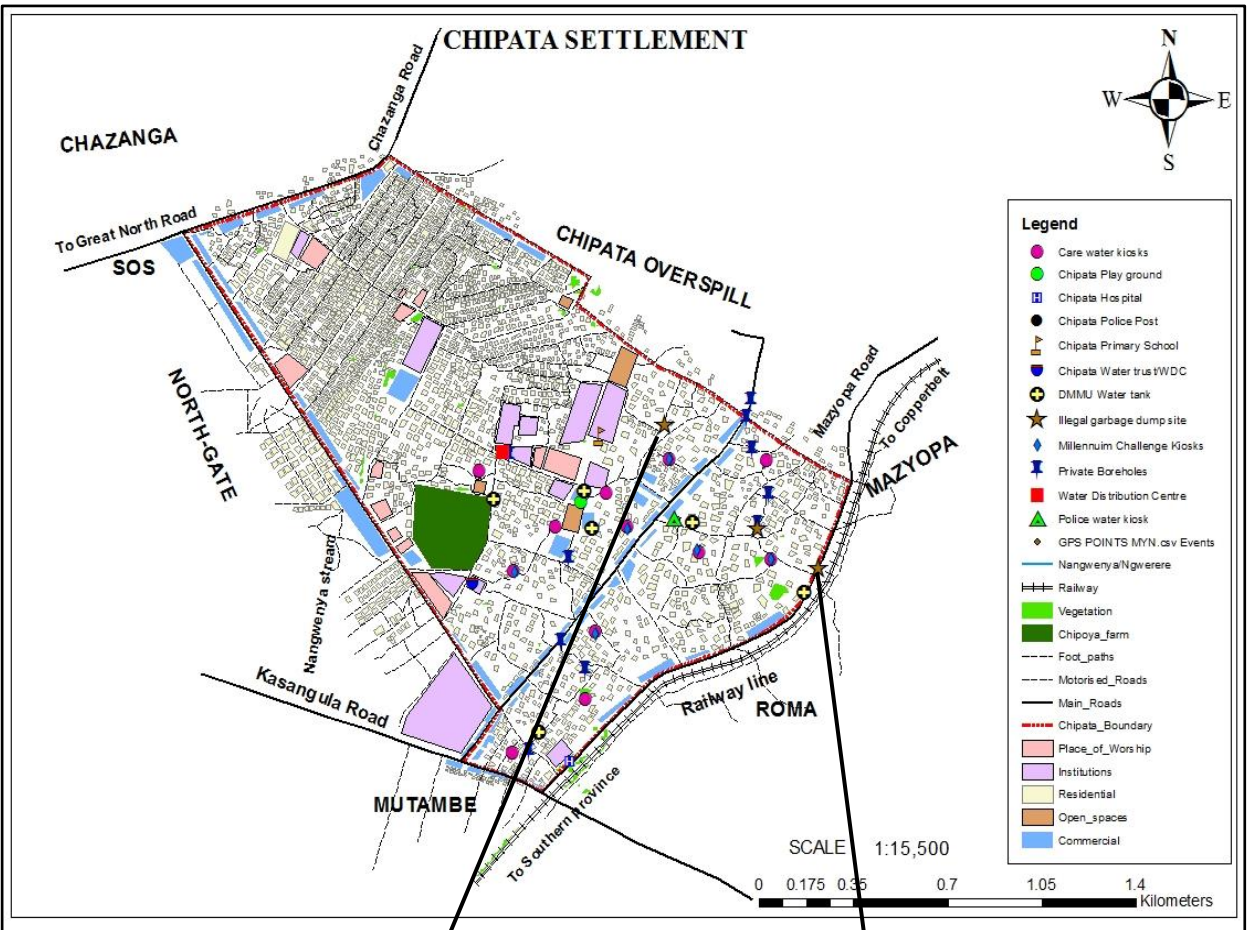 CHIPATA SETTLEMENT
N
W E
S
Chazanga Road
CHAZANGA
To Great North Road
SOS
CHIPATA OVERSPILL
NORTH-GATE
Mazyopa Road
To Copperbelt
MAZYOPA
Nangwenya stream
Kasangula Road
Railway line
ROMA
MUTAMBE
To Southern province
H
Legend
Care water kiosks
Chipata Play ground
H Chipata Hospital
Chipata Police Post
Chipata Primary School
Chipata Water trust/WDC
DMMU Water tank
Illegal garbage dump site
Millennuim Challenge Kiosks
Private Boreholes
Water Distribution Centre
Police water kiosk
GPS POINTS MYN.csv Events
Nangwenya/Ngwerere
Railway
Vegetation
Chipoya_farm
Foot_paths
Motorised_Roads
Main_Roads
Chipata_Boundary
Place_of_Worship
Institutions
Residential
Open_spaces
Commercial
SCALE 1:15,500
0 0.175 0.35 0.7 1.05 1.4
Kilometers